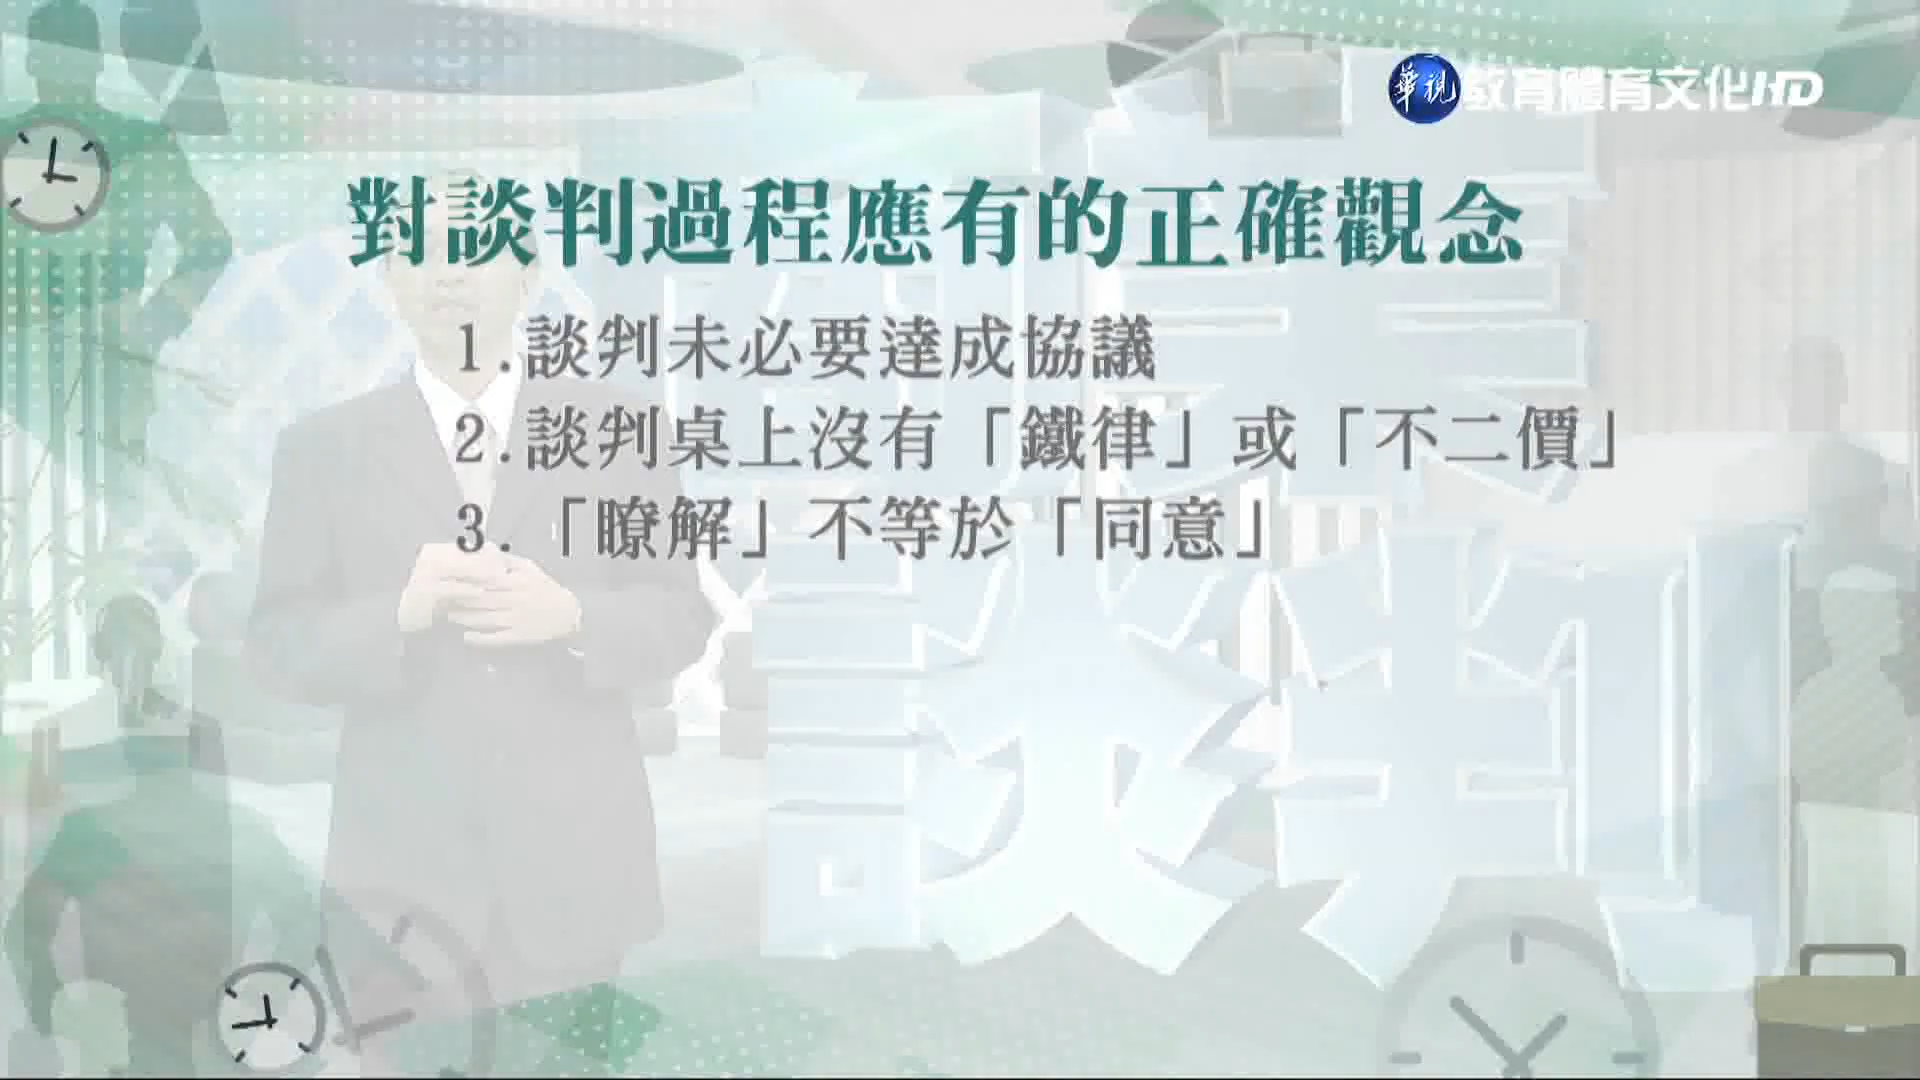 華視 教育體育文化HD
對談判過程應有的正確觀念
1.談判未必要達成協議
2.談判桌上沒有「鐵律」或「不二價」
3.「瞭解」不等於「同意」
談判